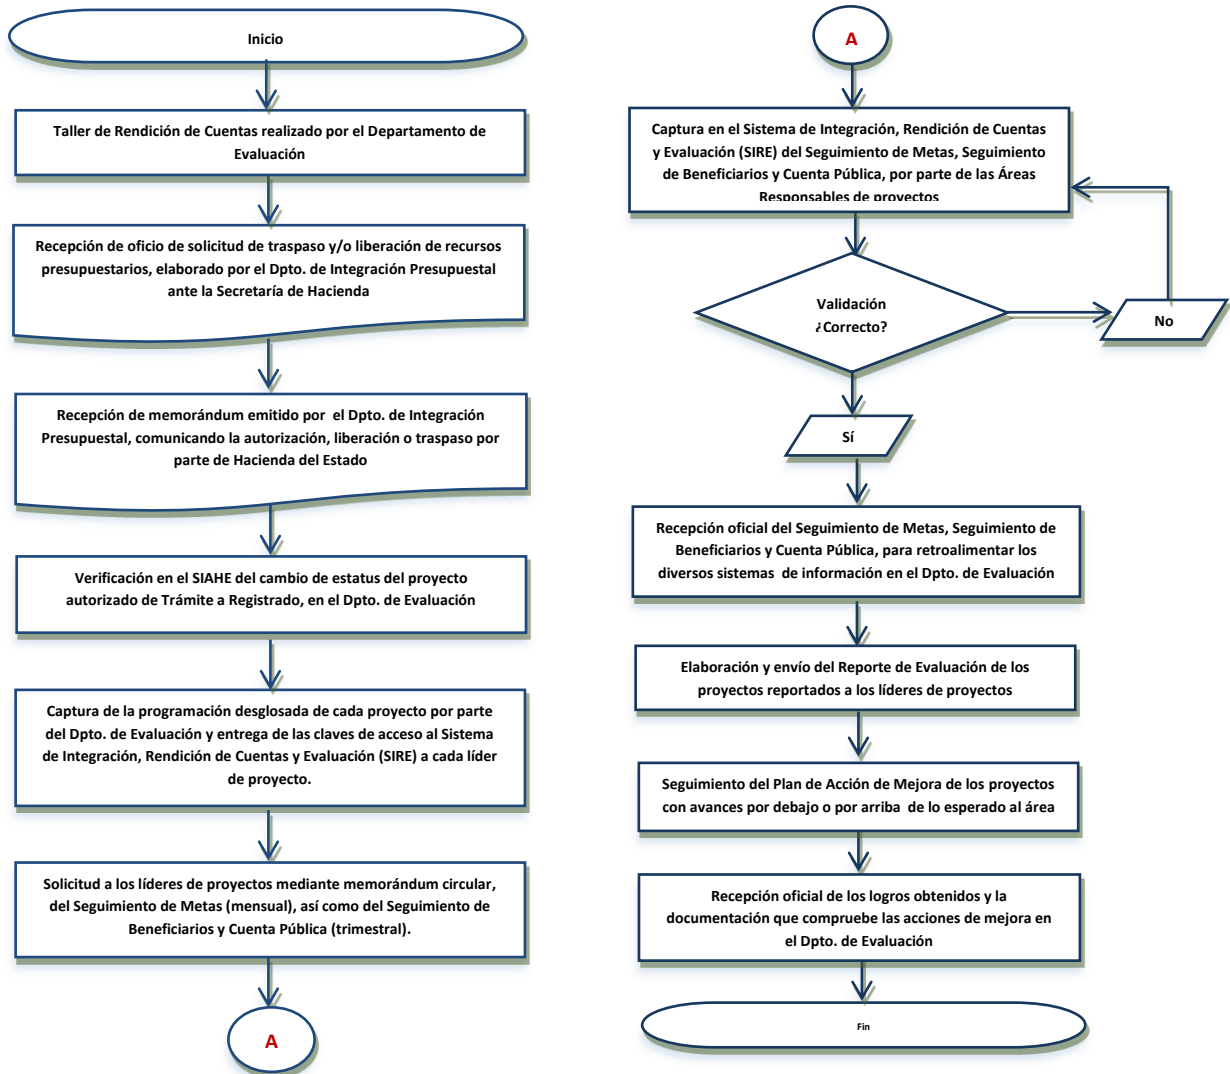 Inicio
Taller de Rendición de Cuentas realizado por el Departamento de
Evaluación
Recepción de oficio de solicitud de traspaso y/o liberación de recursos
presupuestarios, elaborado por el Dpto. de Integración Presupuestal
ante la Secretaría de Hacienda
Recepción de memorándum emitido por el Dpto. de Integración
Presupuestal, comunicando la autorización, liberación o traspaso por
parte de Hacienda del Estado
Verificación en el SIAHE del cambio de estatus del proyecto
autorizado de Trámite a Registrado, en el Dpto. de Evaluación
Captura de la programación desglosada de cada proyecto por parte
del Dpto. de Evaluación y entrega de las claves de acceso al Sistema
de Integración, Rendición de Cuentas y Evaluación (SIRE) a cada líder
de proyecto.
Solicitud a los líderes de proyectos mediante memorándum circular,
del Seguimiento de Metas (mensual), así como del Seguimiento de
Beneficiarios y Cuenta Pública (trimestral).
A
A
Captura en el Sistema de Integración, Rendición de Cuentas
y Evaluación (SIRE) del Seguimiento de Metas, Seguimiento
de Beneficiarios y Cuenta Pública, por parte de las Áreas
Responsables de proyectos
Validación
¿Correcto?
No
Sí
Recepción oficial del Seguimiento de Metas, Seguimiento de
Beneficiarios y Cuenta Pública, para retroalimentar los
diversos sistemas de información en el Dpto. de Evaluación
Elaboración y envío del Reporte de Evaluación de los
proyectos reportados a los líderes de proyectos
Seguimiento del Plan de Acción de Mejora de los proyectos
con avances por debajo o por arriba de lo esperado al área
Recepción oficial de los logros obtenidos y la
documentación que compruebe las acciones de mejora en
el Dpto. de Evaluación
Fin